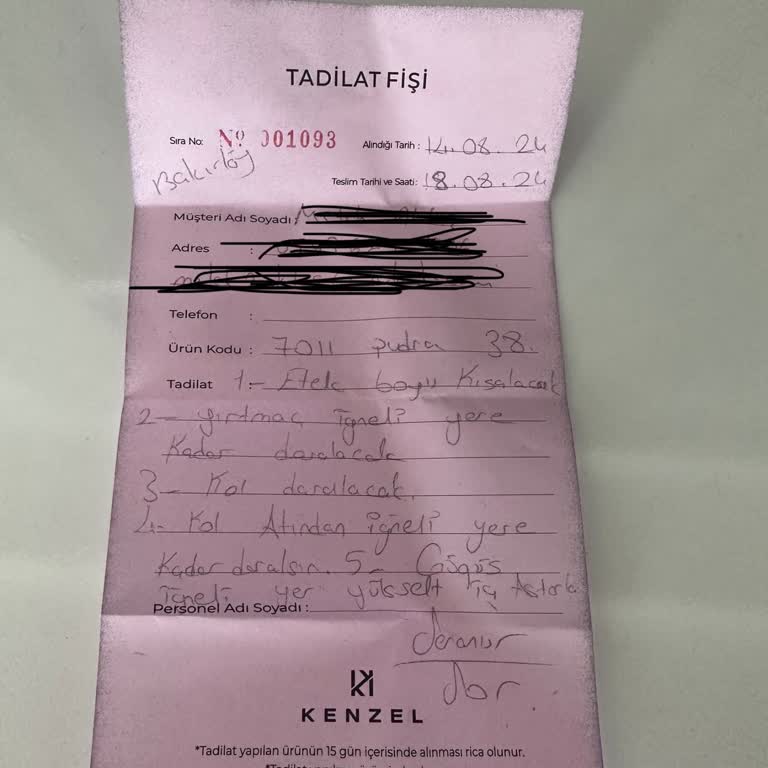 TADİLAT FİŞİ
Sıra No: Nº 001093 Alındığı Tarih : 14.08.24
Bakırköy
Teslim Tarihi ve Saati: 18.08.24
Müşteri Adı Soyadı :
Adres :
Telefon :
Ürün Kodu : 7011 pudra 38.
Tadilat 1- Etek boyu Kısalacak
2- yırtmaç iğneli yere
Kadar daralacak
3- Kol daralacak.
4- Kol Atından iğneli yere
Kadar daralsın. 5- Göğüs
iğneli yer yükselt iç Astarla
Personel Adı Soyadı :
KENZEL
*Tadilat yapılan ürünün 15 gün içerisinde alınması rica olunur.